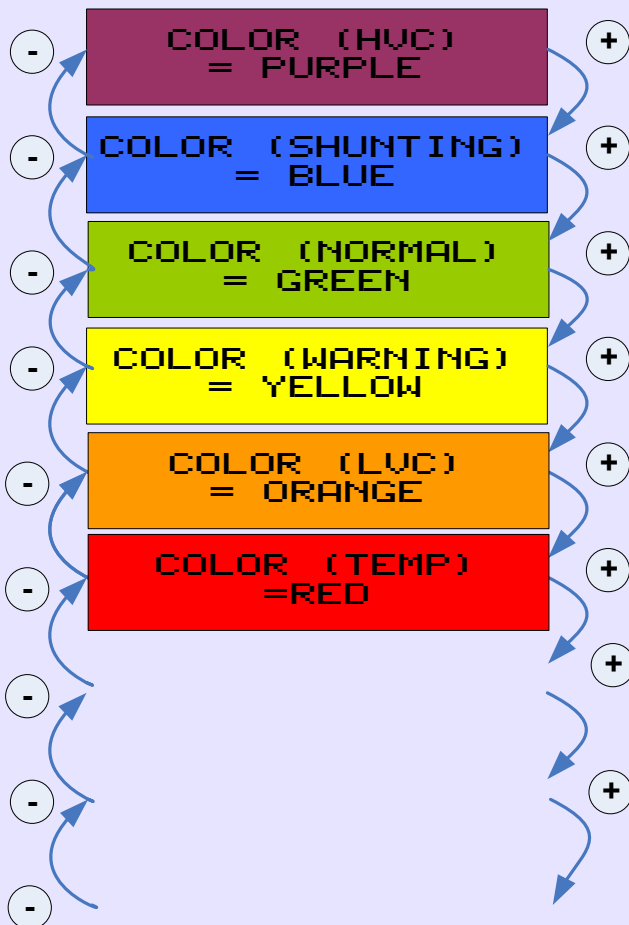 COLOR (HVC)
= PURPLE
COLOR (SHUNTING)
= BLUE
COLOR (NORMAL)
= GREEN
COLOR (WARNING)
= YELLOW
COLOR (LVC)
= ORANGE
COLOR (TEMP)
=RED
-
-
-
-
-
-
-
-
-
+
+
+
+
+
+
+
+